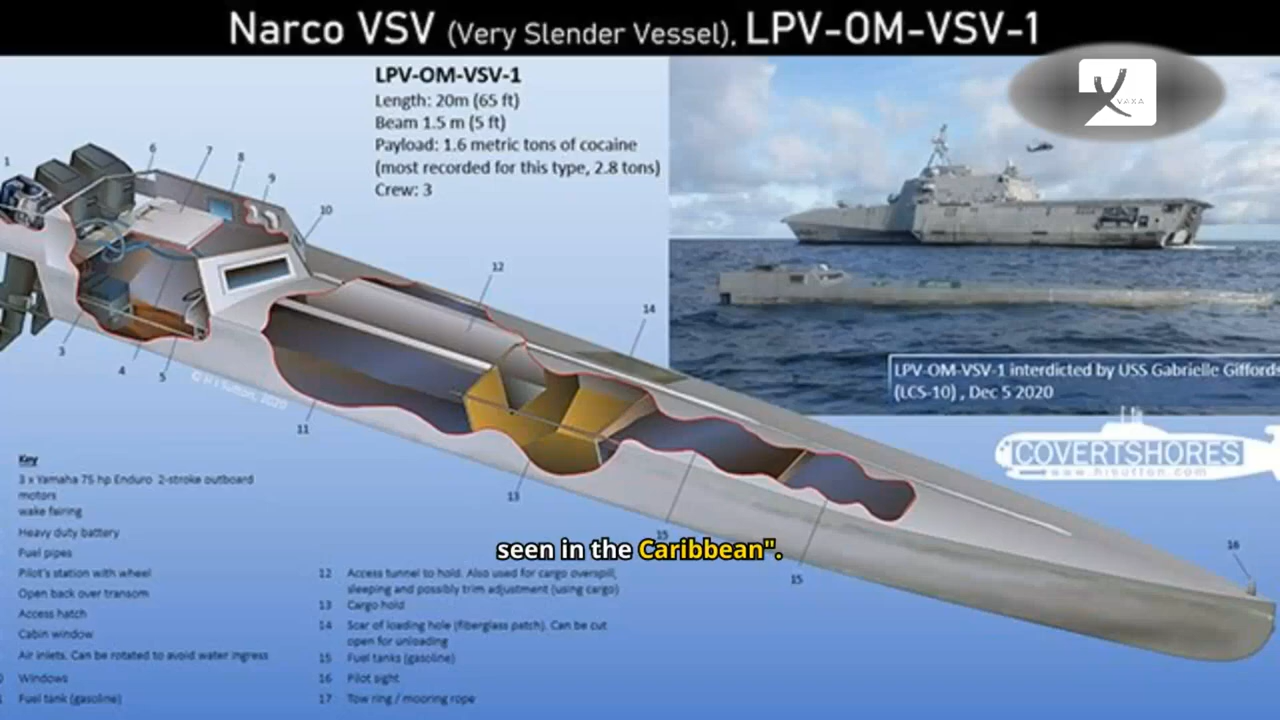 Narco VSV (Very Slender Vessel), LPV-OM-VSV-1
LPV-OM-VSV-1
Length: 20m (65 ft)
Beam 1.5 m (5 ft)
Payload: 1.6 metric tons of cocaine
(most recorded for this type, 2.8 tons)
Crew: 3
VAXA
1
6
7
8
9
10
12
14
3
4
5
11
13
15
15
16
© H I Sutton, 2020
LPV-OM-VSV-1 interdicted by USS Gabrielle Giffords
(LCS-10) , Dec 5 2020
COVERTSHORES
www.hisutton.com
seen in the Caribbean".
Key
3 x Yamaha 75 hp Enduro 2-stroke outboard
motors
wake fairing
Heavy duty battery
Fuel pipes
Pilot's station with wheel
Open back over transom
Access hatch
Cabin window
Air inlets. Can be rotated to avoid water ingress
Windows
Fuel tank (gasoline)
12 Access tunnel to hold. Also used for cargo overspill,
sleeping and possibly trim adjustment (using cargo)
13 Cargo hold
14 Scar of loading hole (fiberglass patch). Can be cut
open for unloading
15 Fuel tanks (gasoline)
16 Pilot sight
17 Tow ring / mooring rope